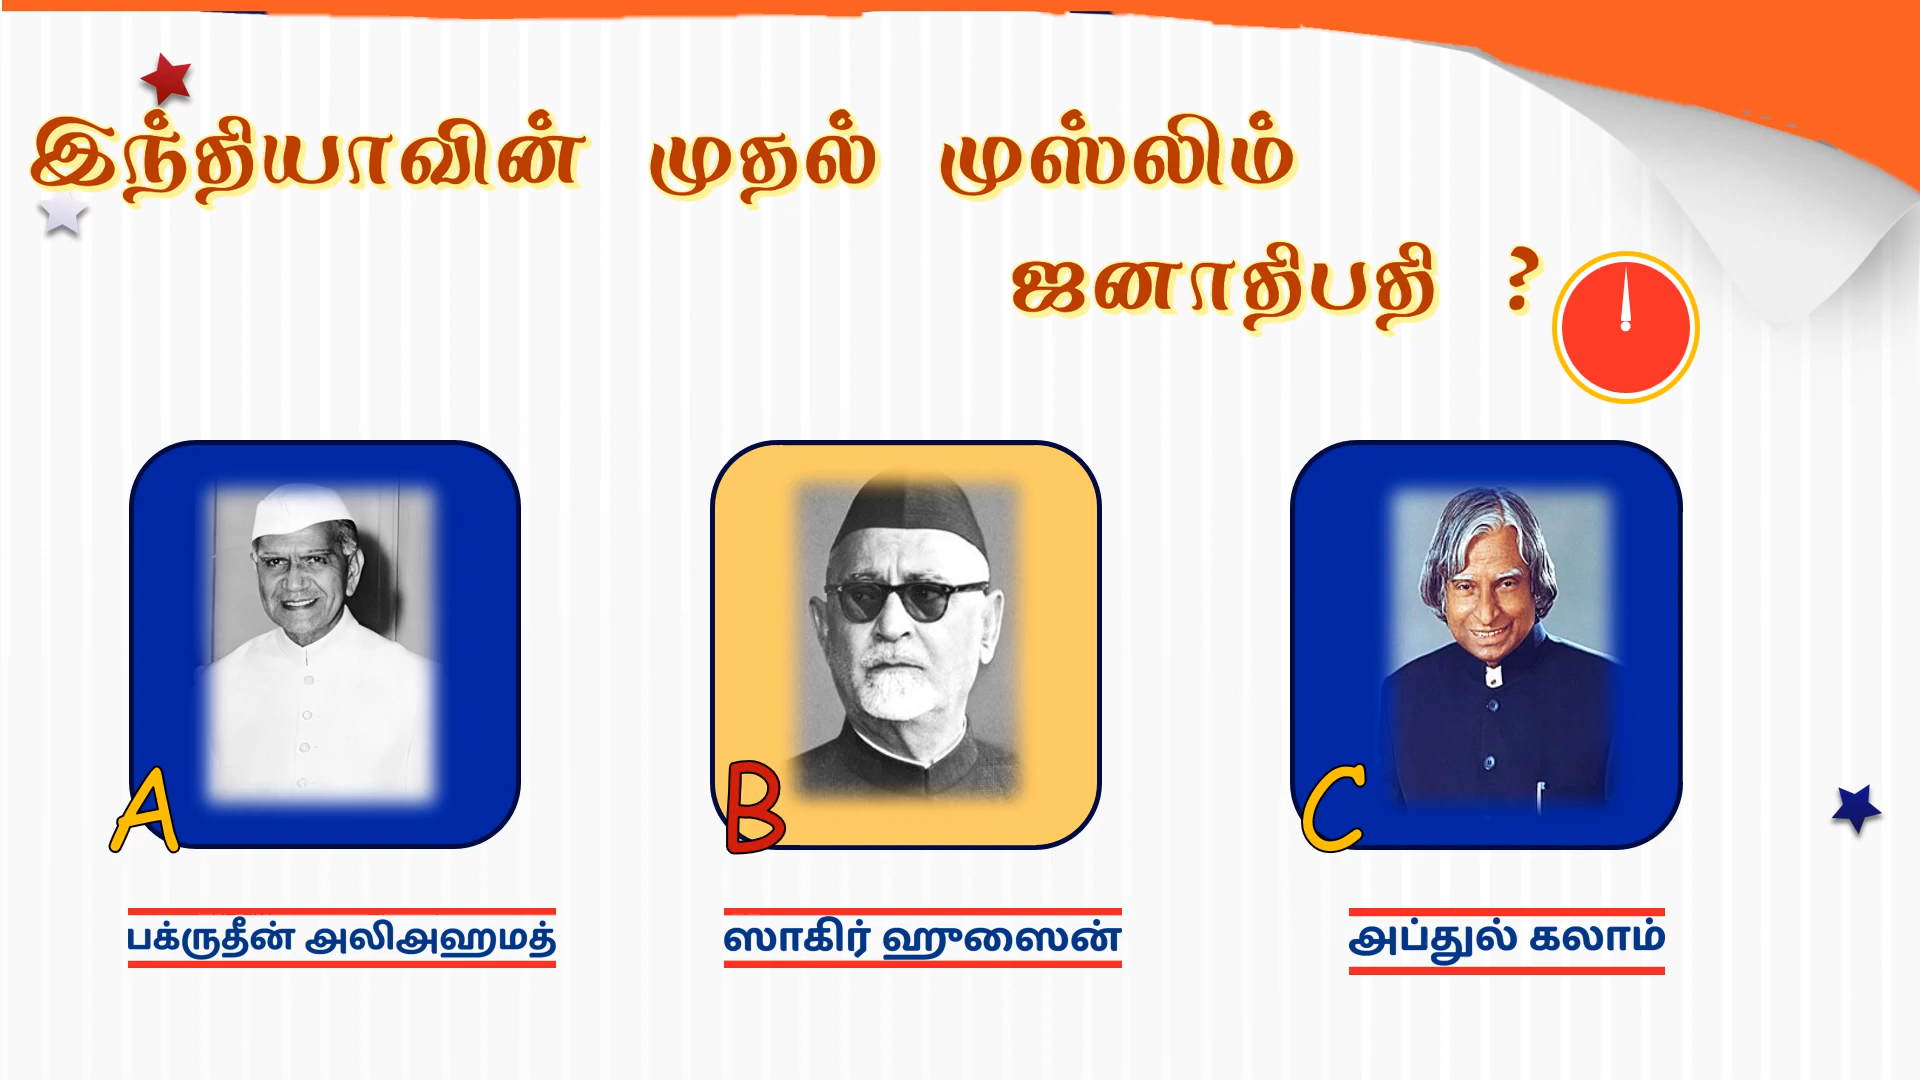 இந்தியாவின் முதல் முஸ்லிம்
ஜனாதிபதி ?
A
B
C
பக்ருதீன் அலிஅஹமத்
ஸாகிர் ஹுஸைன்
அப்துல் கலாம்